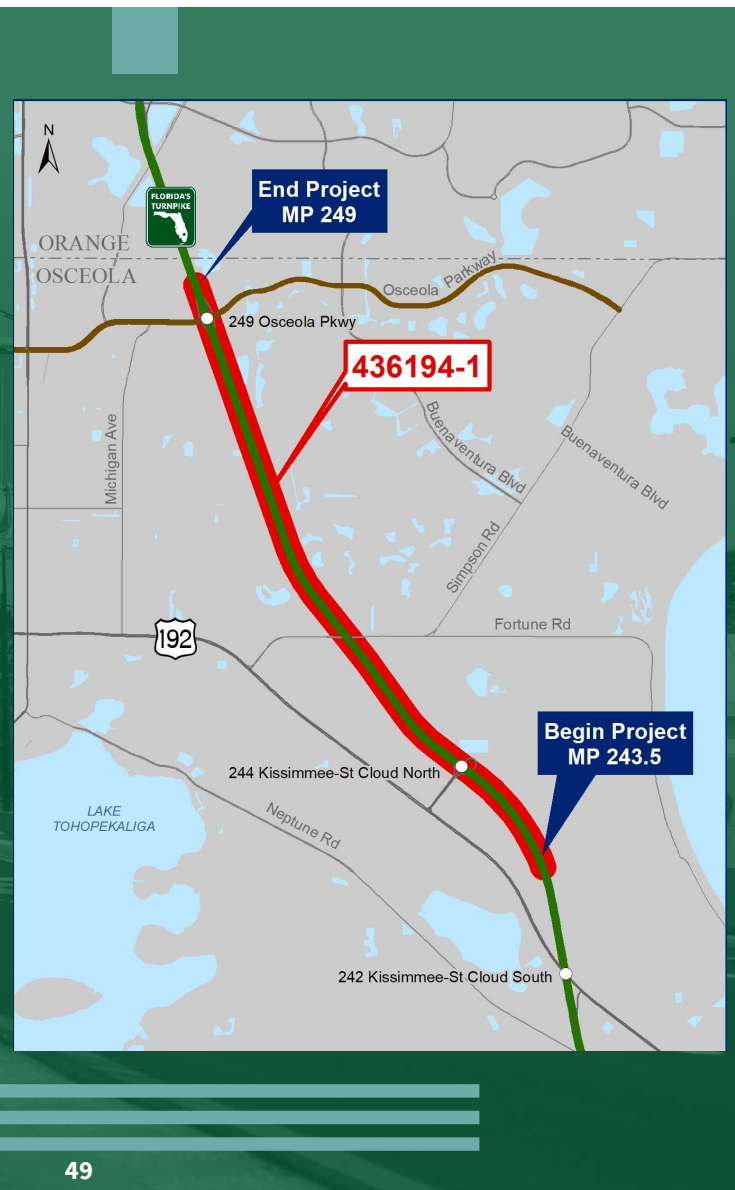 N
FLORIDA'S
TURNPIKE
End Project
MP 249
ORANGE
OSCEOLA
Osceola Parkway
249 Osceola Pkwy
436194-1
Michigan Ave
Buenaventura Blvd
Buenaventura Blvd
Simpson Rd
192
Fortune Rd
Begin Project
MP 243.5
244 Kissimmee-St Cloud North
LAKE
TOHOPEKALIGA
Neptune Rd
242 Kissimmee-St Cloud South
49